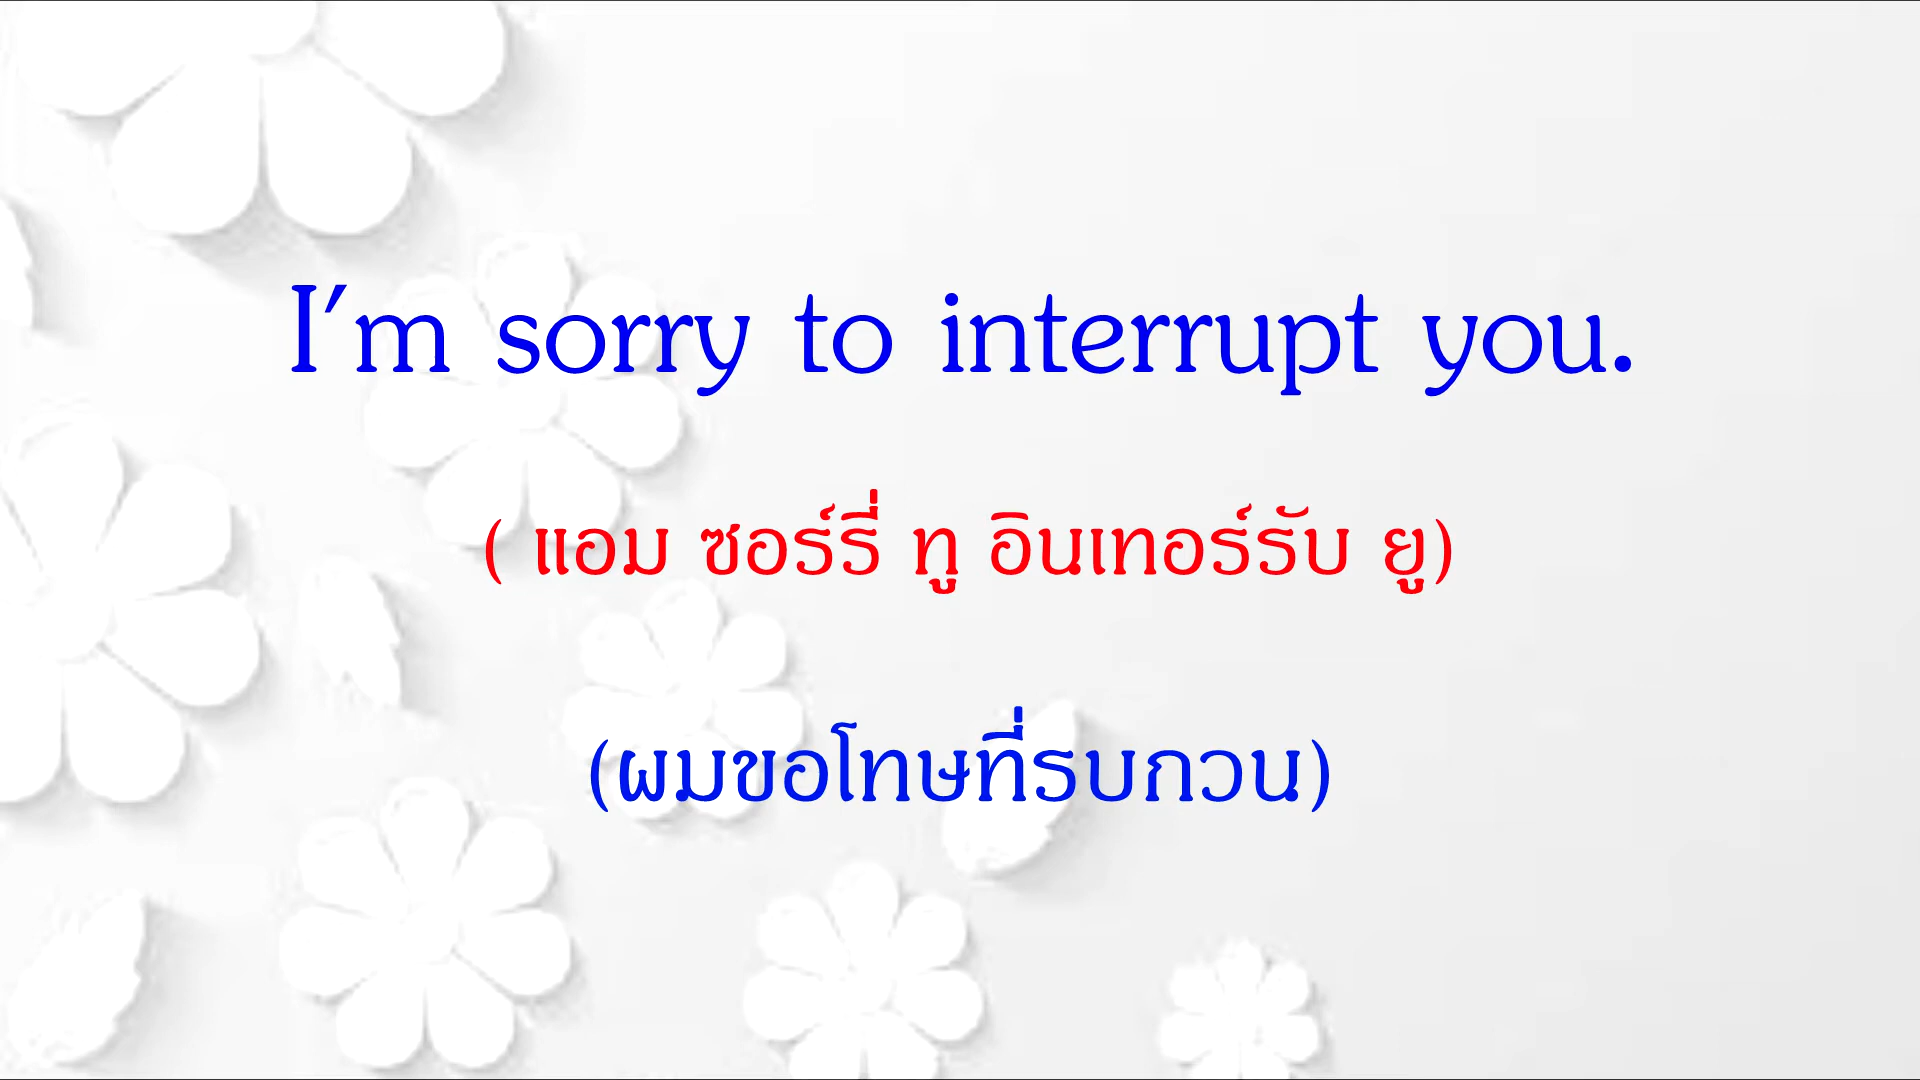 I′m sorry to interrupt you.
( แอม ซอร์รี่ ทู อินเทอร์รับ ยู)
(ผมขอโทษที่รบกวน)